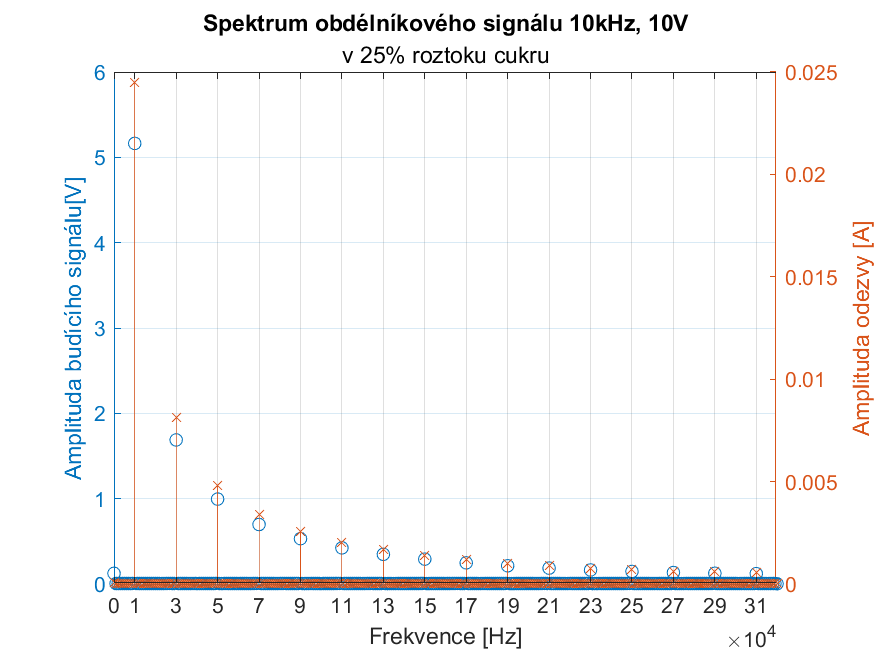 Spektrum obdélníkového signálu 10kHz, 10V
v 25% roztoku cukru
Amplituda budícího signálu[V]
6
5
4
3
2
1
0
0.025
0.02
0.015
0.01
0.005
0
Amplituda odezvy [A]
0 1 3 5 7 9 11 13 15 17 19 21 23 25 27 29 31
Frekvence [Hz]
×10⁴